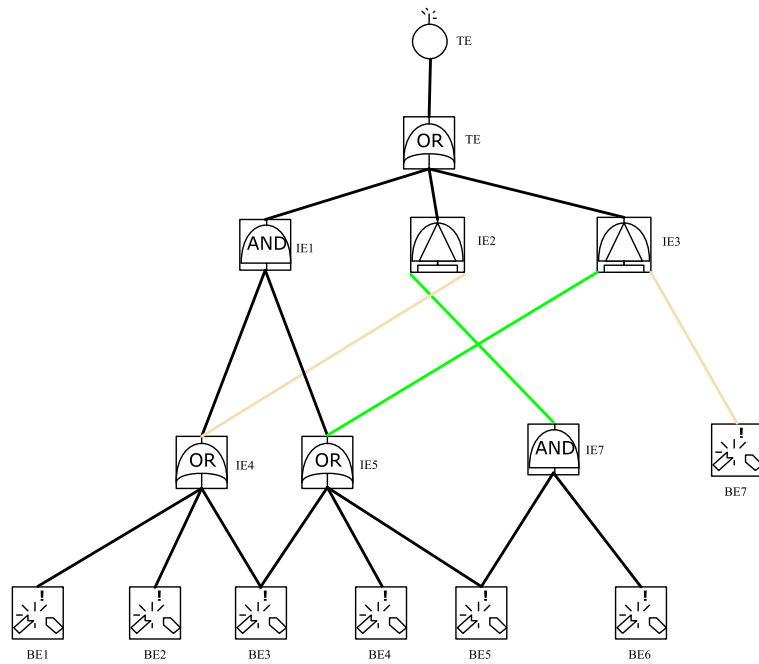 TE
OR
TE
AND
IE1
IE2
IE3
OR
IE4
OR
IE5
AND
IE7
!
BE7
!
!
!
!
!
!
BE1
BE2
BE3
BE4
BE5
BE6